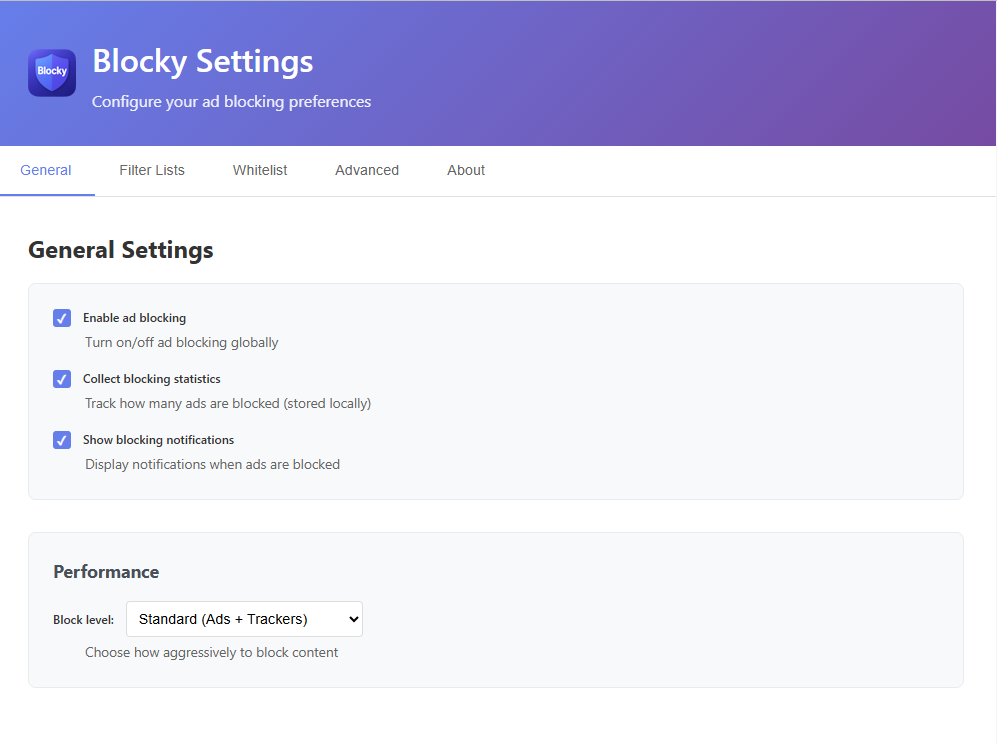 Blocky
Blocky Settings
Configure your ad blocking preferences
General
Filter Lists
Whitelist
Advanced
About
General Settings
Enable ad blocking
Turn on/off ad blocking globally
Collect blocking statistics
Track how many ads are blocked (stored locally)
Show blocking notifications
Display notifications when ads are blocked
Performance
Block level:
Standard (Ads + Trackers)
Choose how aggressively to block content